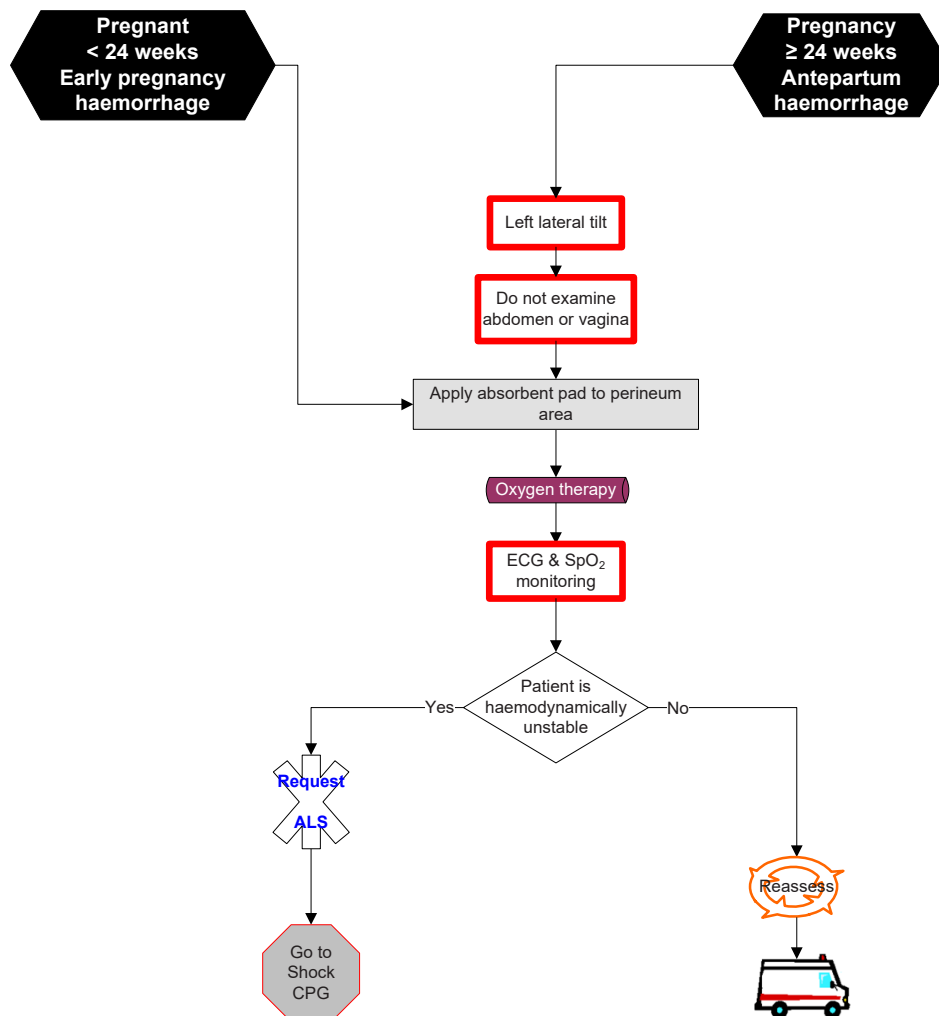 Pregnant
< 24 weeks
Early pregnancy
haemorrhage
Pregnancy
≥ 24 weeks
Antepartum
haemorrhage
Left lateral tilt
Do not examine
abdomen or vagina
Apply absorbent pad to perineum
area
Oxygen therapy
ECG & SpO₂
monitoring
Patient is
haemodynamically
unstable
Yes
No
Request
ALS
Reassess
Go to
Shock
CPG